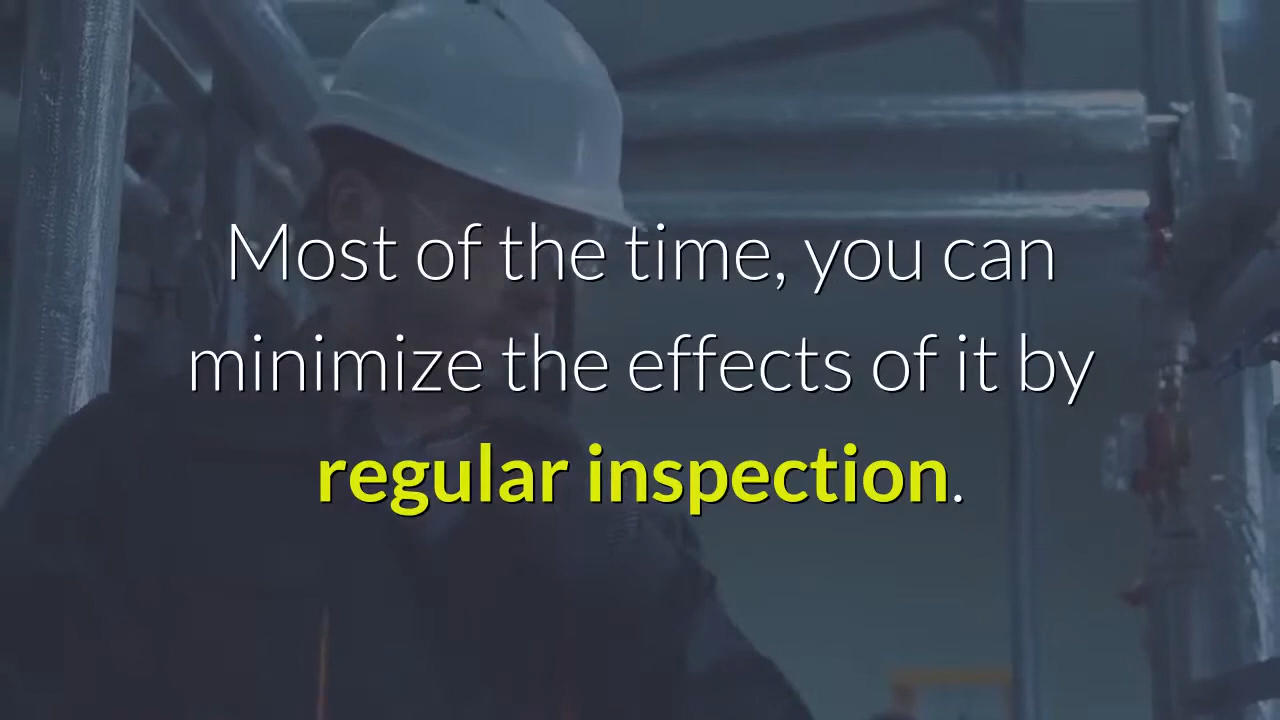 Most of the time, you can
minimize the effects of it by
regular inspection.